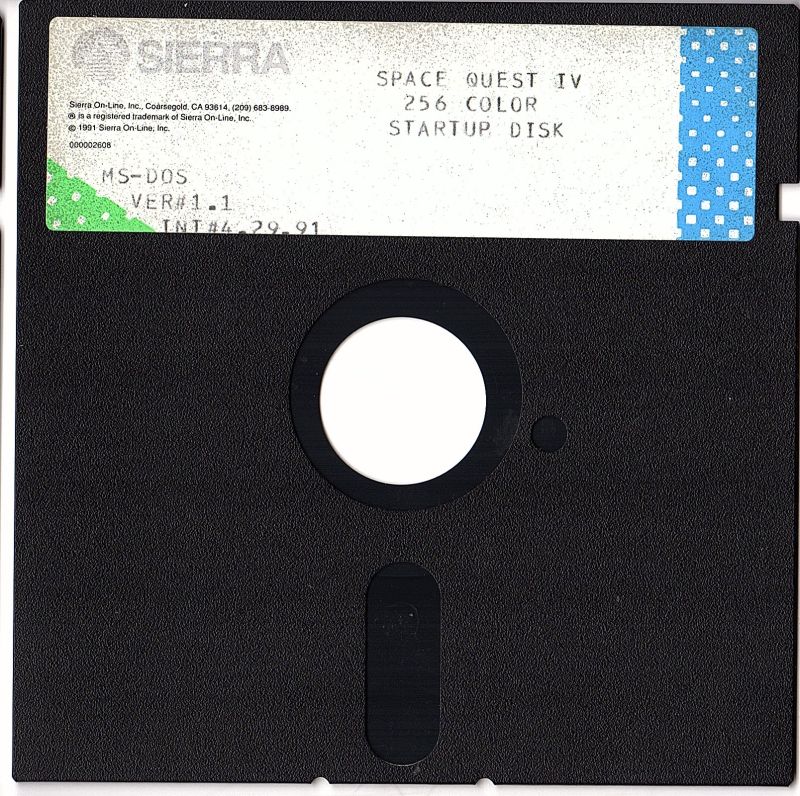 SIERRA
Sierra On-Line, Inc., Coarsegold, CA 93614, (209) 683-8989.
® is a registered trademark of Sierra On-Line, Inc.
© 1991 Sierra On-Line, Inc.
000002608
SPACE QUEST IV
256 COLOR
STARTUP DISK
MS-DOS
VER#1.1
INT#4.29.91